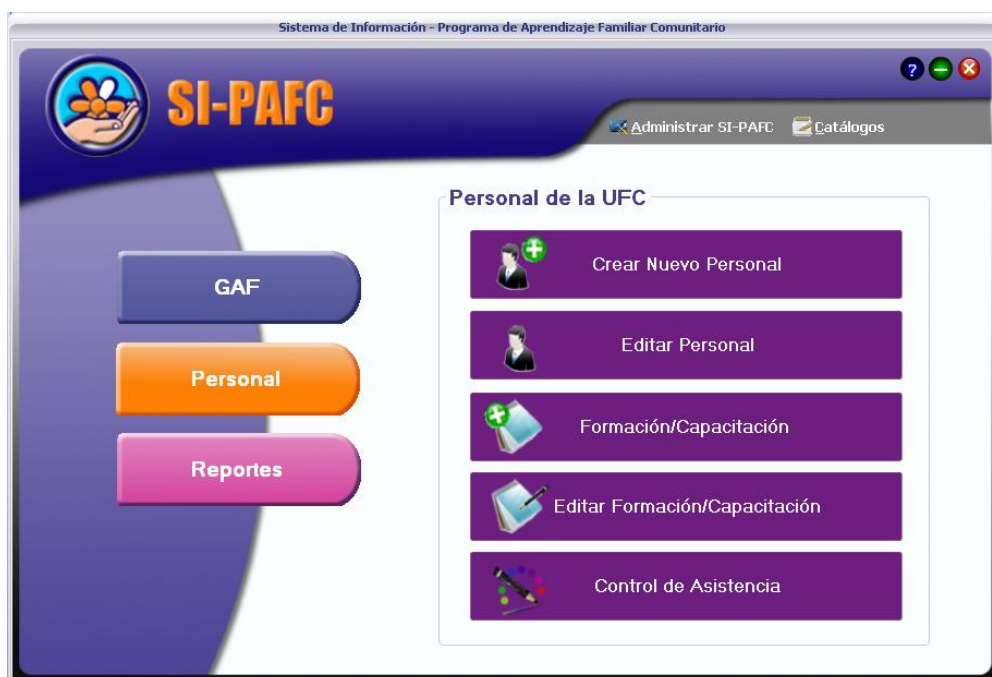 Sistema de Información - Programa de Aprendizaje Familiar Comunitario
SI-PAFC
?
Administrar SI-PAFC
Catálogos
GAF
Personal
Reportes
Personal de la UFC
Crear Nuevo Personal
Editar Personal
Formación/Capacitación
Editar Formación/Capacitación
Control de Asistencia